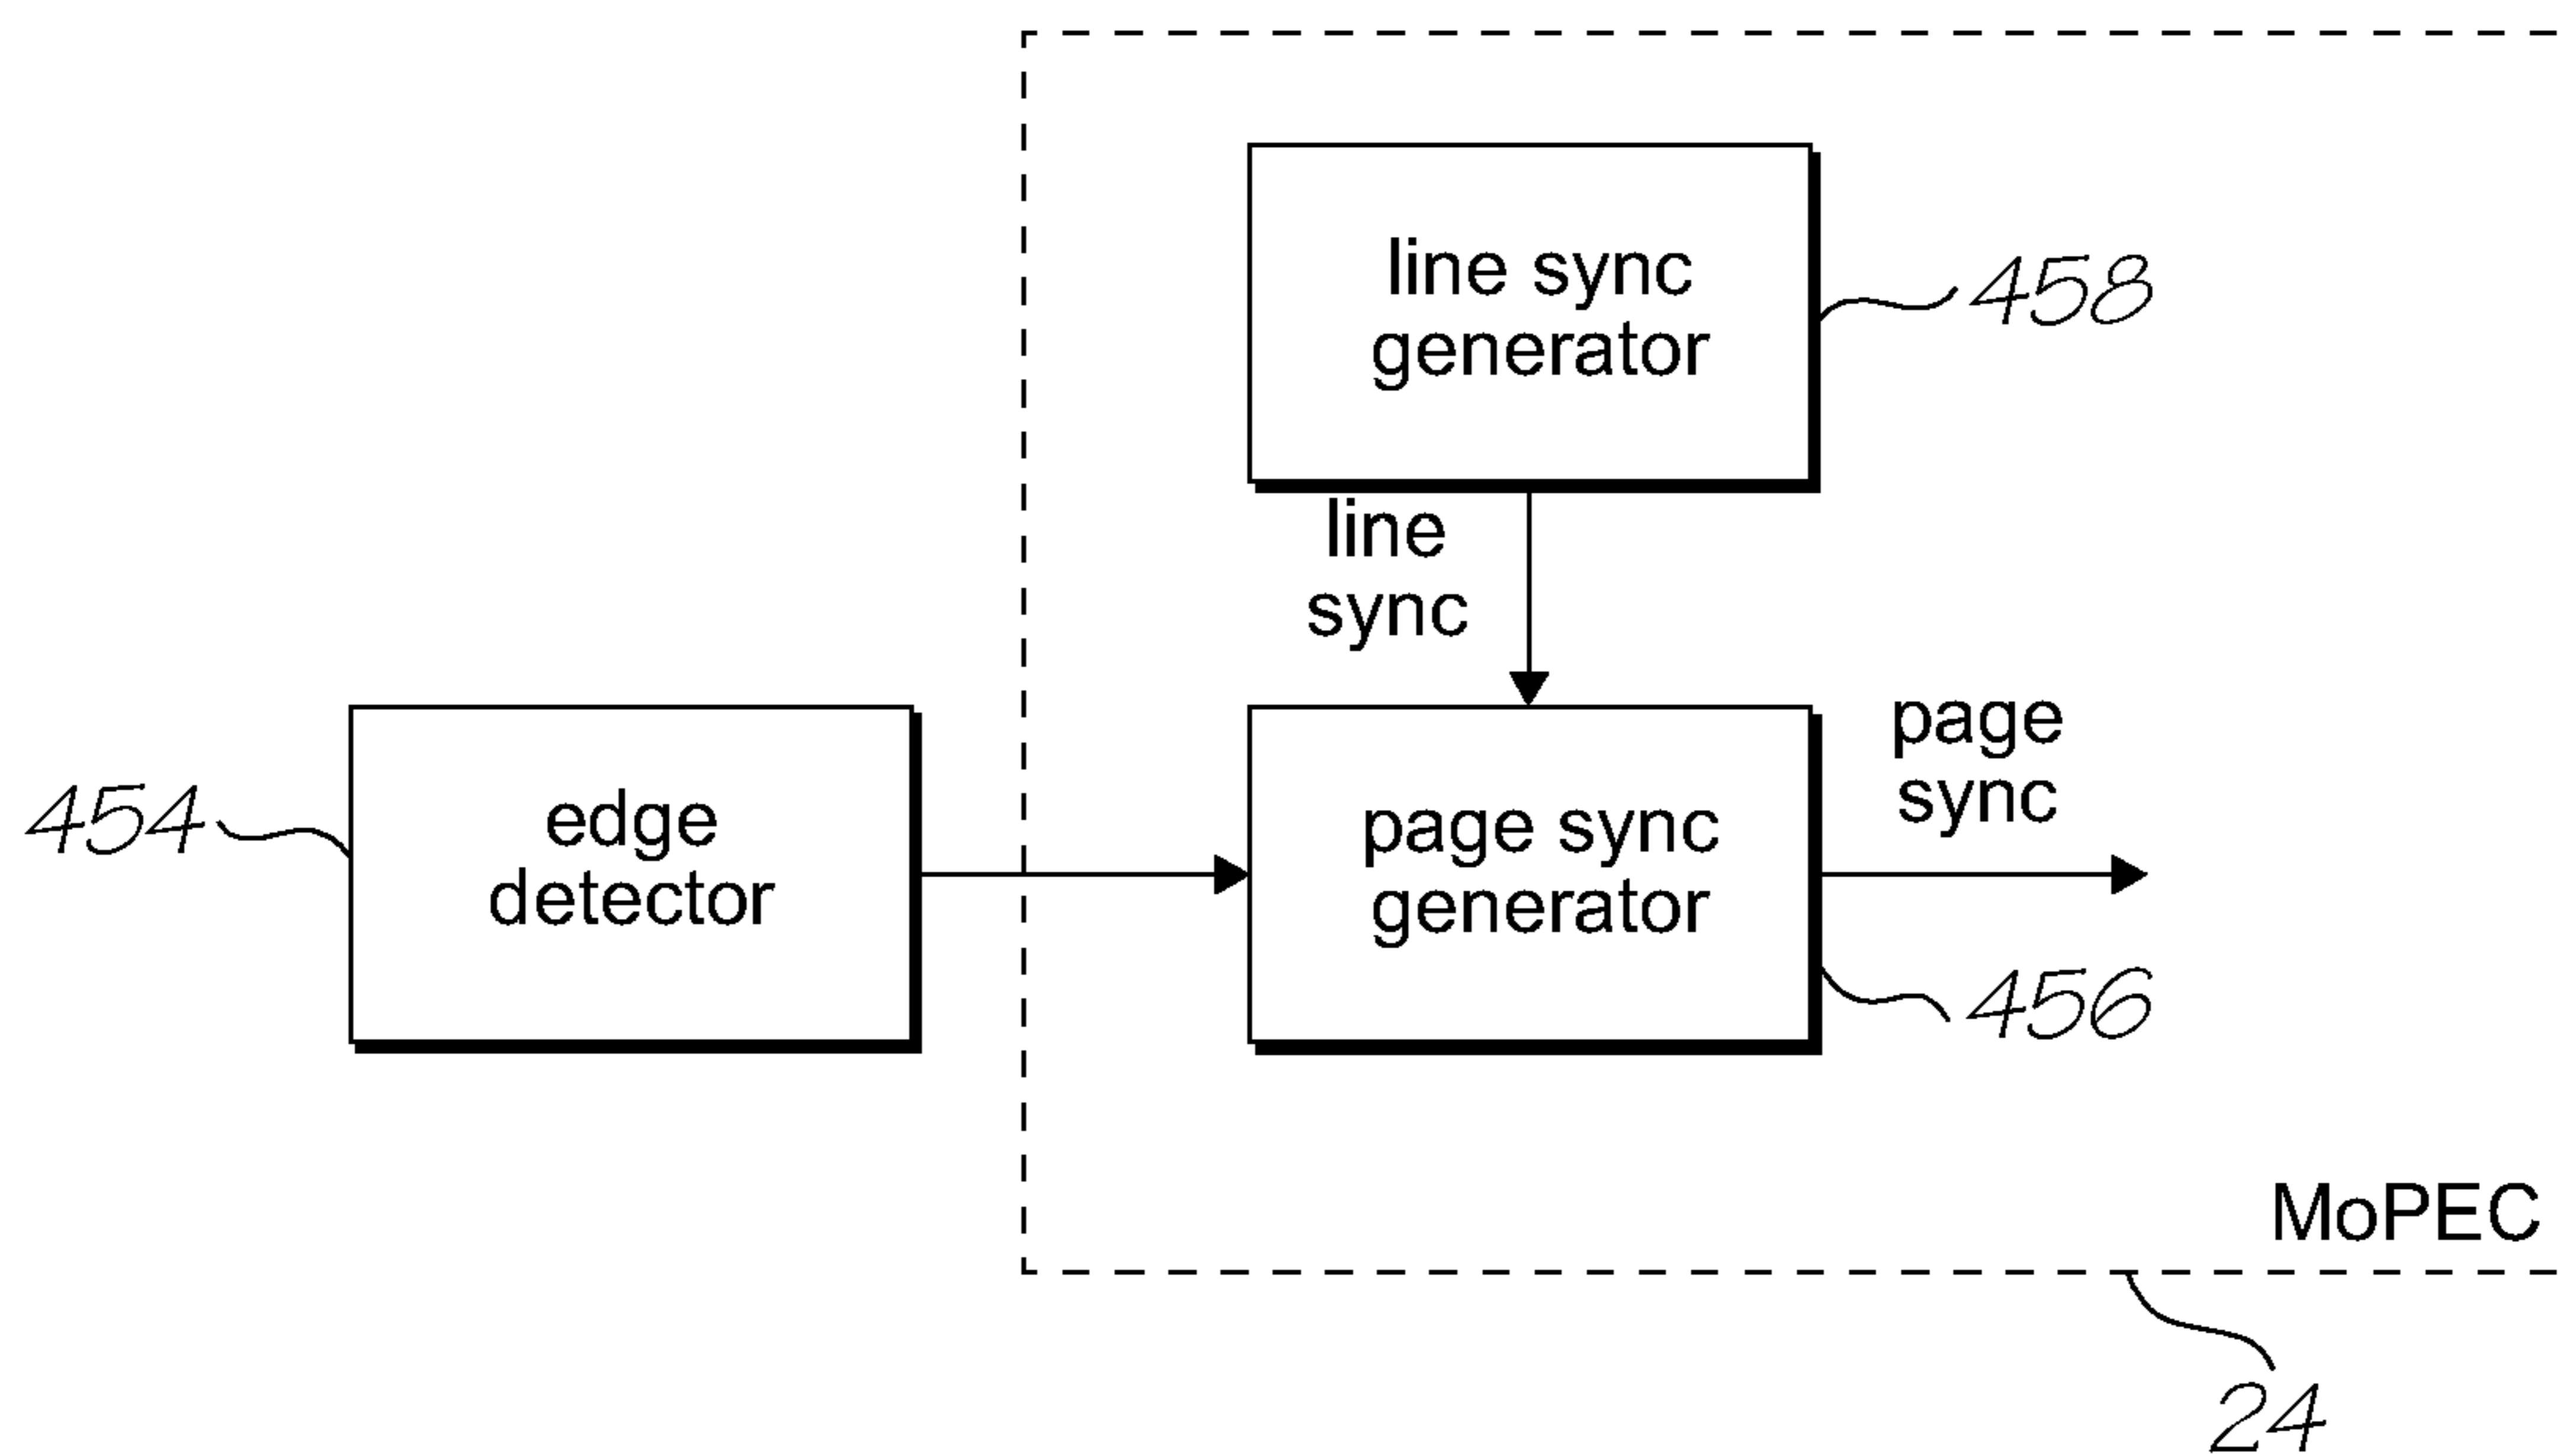 line sync
generator
458
line
sync
454
edge
detector
page sync
generator
page
sync
456
MoPEC
24